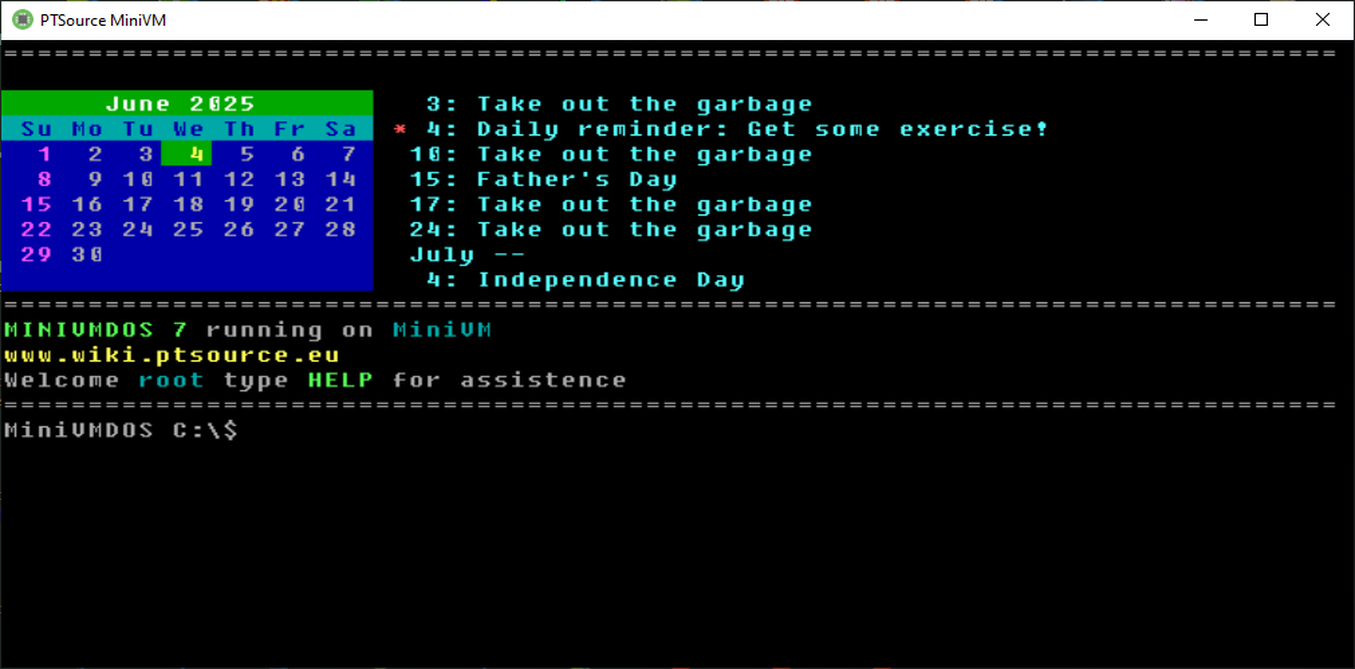 PTSource MiniVM
===============================================================================
June 2025
Su Mo Tu We Th Fr Sa
1 2 3 4 5 6 7
8 9 10 11 12 13 14
15 16 17 18 19 20 21
22 23 24 25 26 27 28
29 30
3: Take out the garbage
* 4: Daily reminder: Get some exercise!
10: Take out the garbage
15: Father's Day
17: Take out the garbage
24: Take out the garbage
July --
4: Independence Day
===============================================================================
MINIVMDOS 7 running on MiniVM
www.wiki.ptsource.eu
Welcome root type HELP for assistence
===============================================================================
MiniVMDOS C:\$